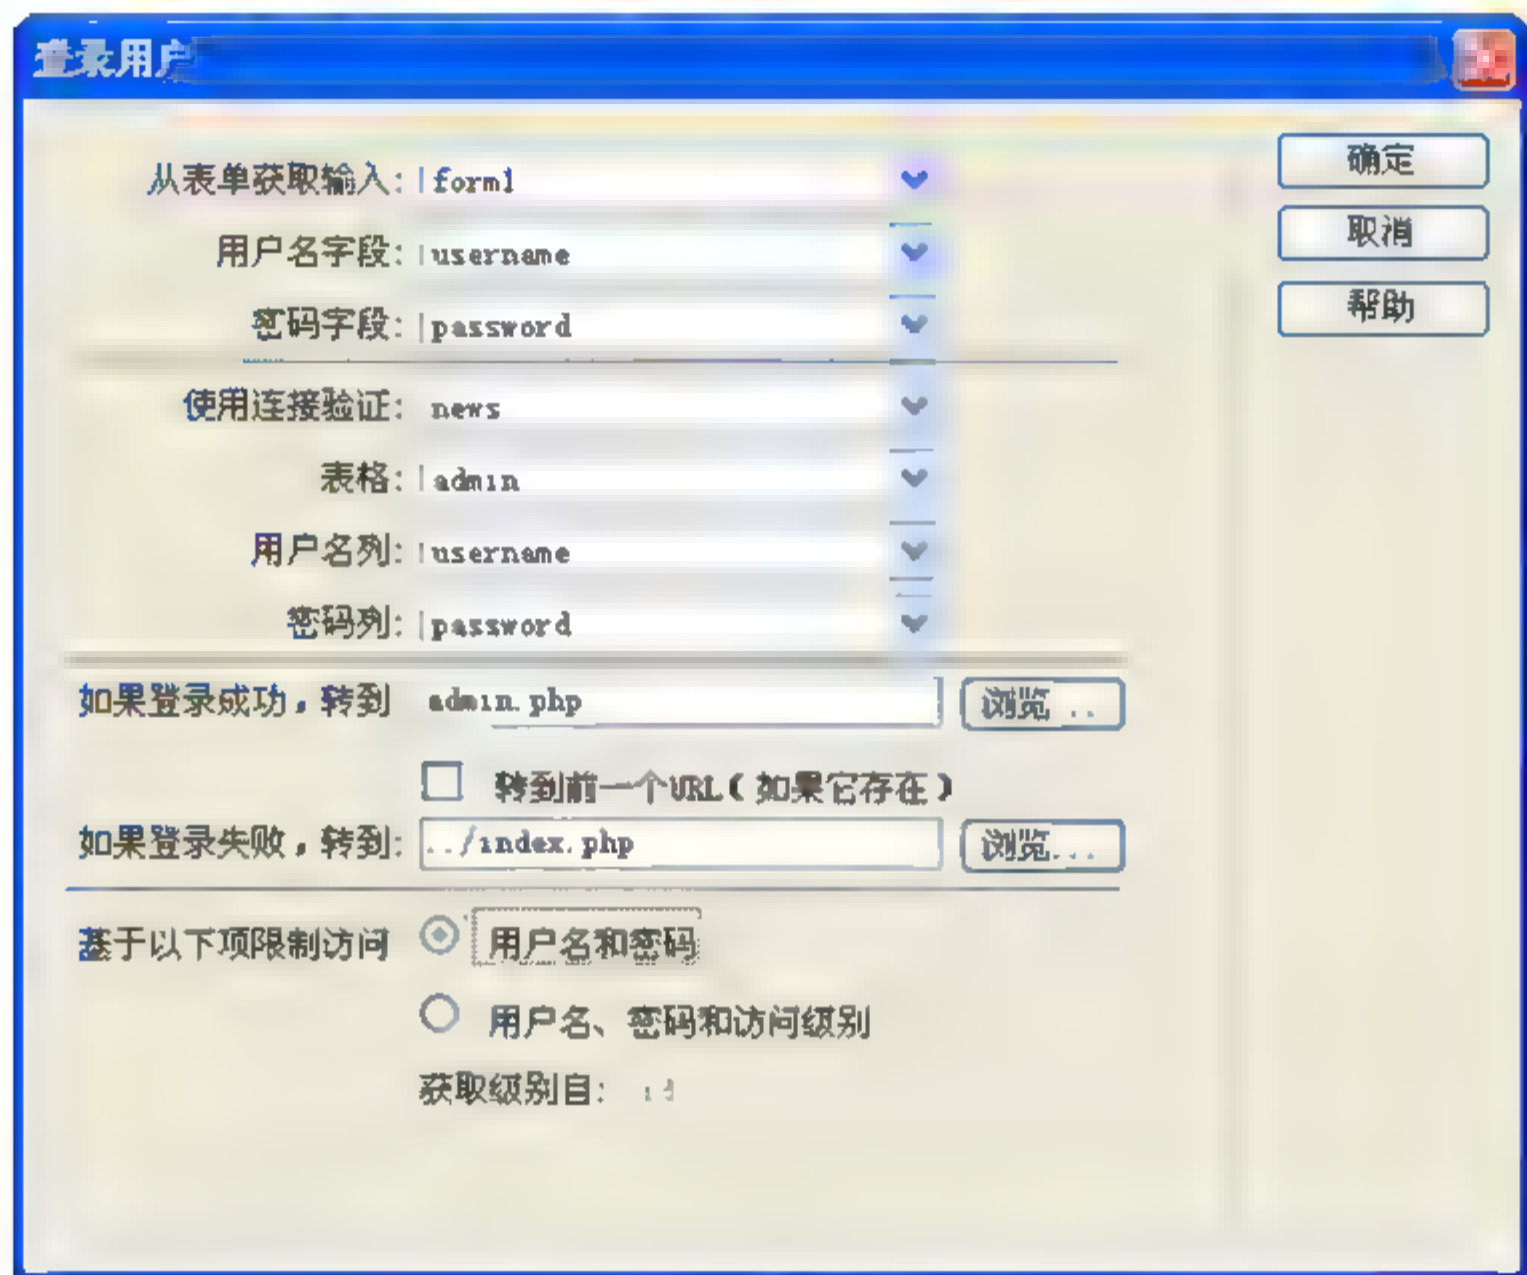 登录用户
从表单获取输入: form1
确定
用户名字段: username
取消
密码字段: password
帮助
使用连接验证: news
表格: admin
用户名列: username
密码列: password
如果登录成功，转到 admin.php 浏览...
转到前一个URL(如果它存在)
如果登录失败，转到: ../index.php 浏览...
基于以下项限制访问 用户名和密码
用户名、密码和访问级别
获取级别自: id